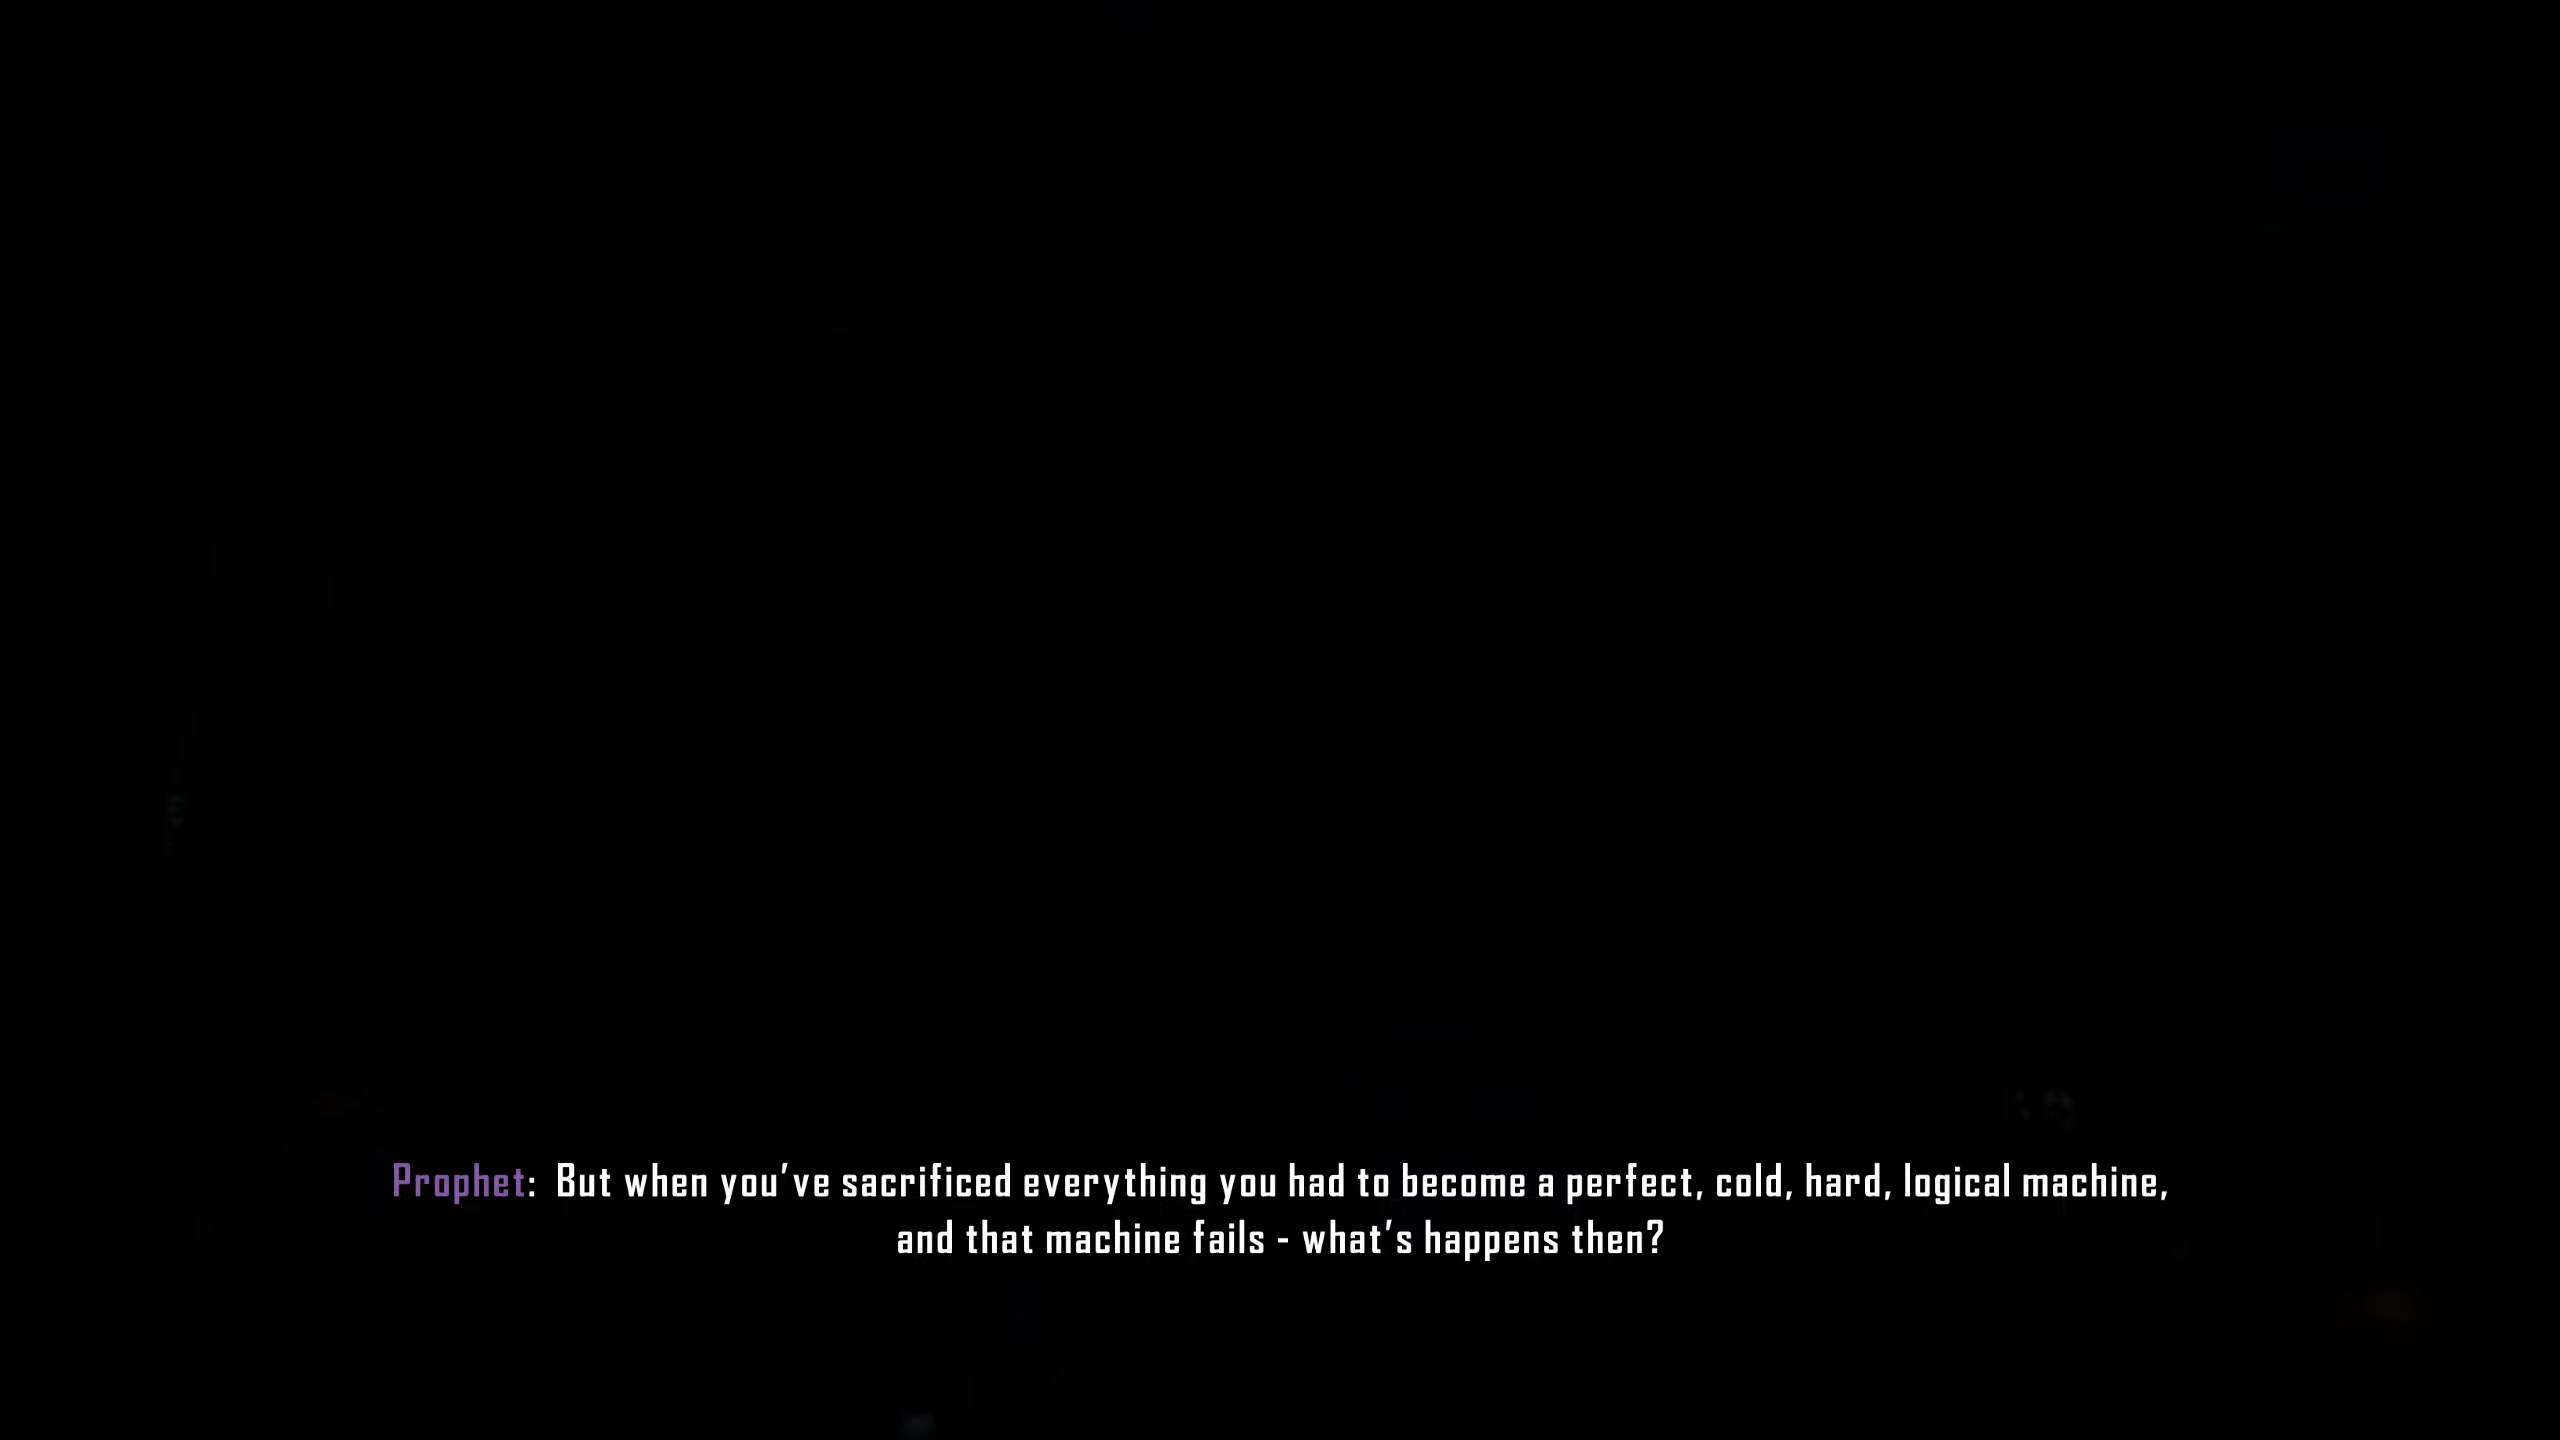 Prophet: But when you've sacrificed everything you had to become a perfect, cold, hard, logical machine,
and that machine fails - what's happens then?